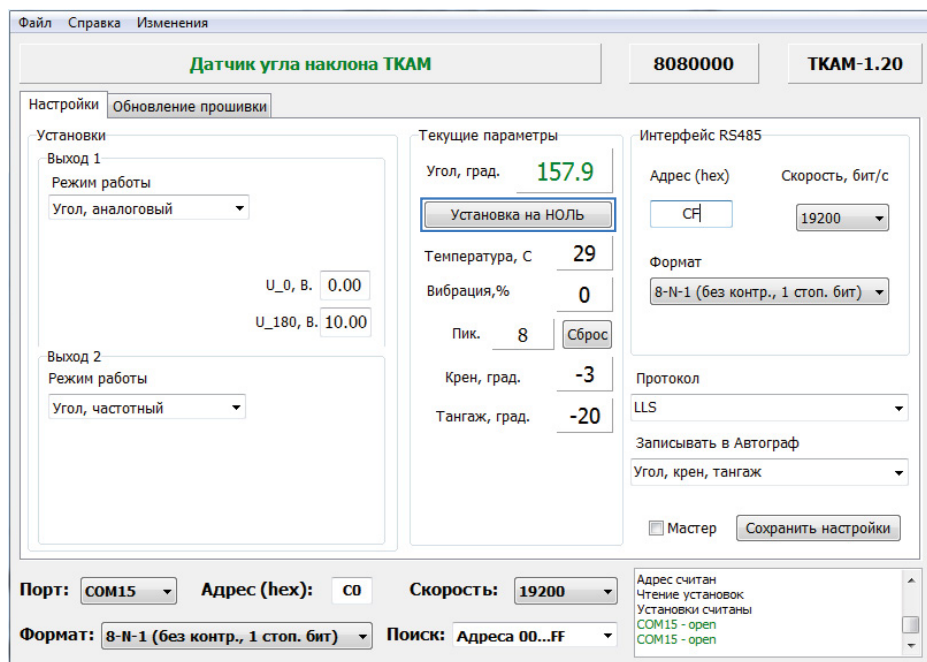 Файл Справка Изменения
Датчик угла наклона TKAM
8080000
TKAM-1.20
Настройки
Обновление прошивки
Установки
Выход 1
Режим работы
Угол, аналоговый
U_0, В. 0.00
U_180, В. 10.00
Выход 2
Режим работы
Угол, частотный
Текущие параметры
Угол, град. 157.9
Установка на НОЛЬ
Температура, С 29
Вибрация,% 0
Пик. 8 Сброс
Крен, град. -3
Тангаж, град. -20
Интерфейс RS485
Адрес (hex) Скорость, бит/с
CF 19200
Формат
8-N-1 (без контр., 1 стоп. бит)
Протокол
LLS
Записывать в Автограф
Угол, крен, тангаж
Мастер Сохранить настройки
Порт: COM15 Адрес (hex): C0 Скорость: 19200
Формат: 8-N-1 (без контр., 1 стоп. бит) Поиск: Адреса 00...FF
Адрес считан
Чтение установок
Установки считаны
COM15 - open
COM15 - open